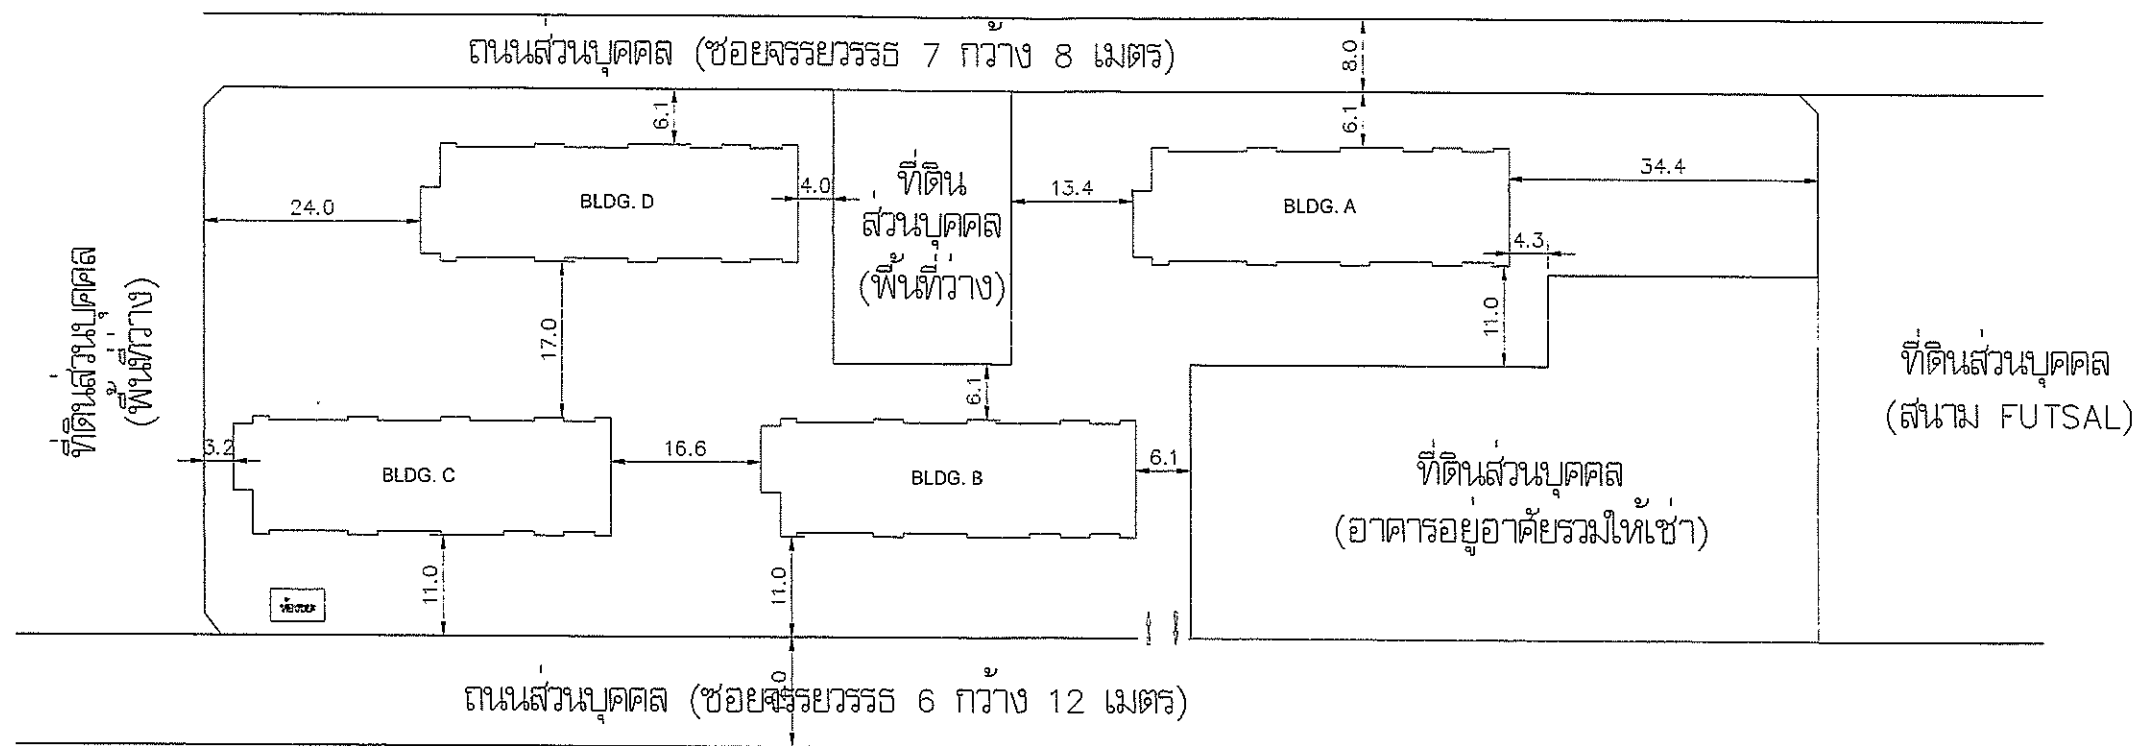 ถนนส่วนบุคคล (ซอยจรรยวรรธ 7 กว้าง 8 เมตร)
8.0
6.1
6.1
34.4
4.0
ที่ดิน
ส่วนบุคคล
(พื้นที่ว่าง)
13.4
BLDG. D
BLDG. A
24.0
4.3
ที่ดินส่วนบุคคล
(พื้นที่ว่าง)
17.0
11.0
6.1
ที่ดินส่วนบุคคล
(สนาม FUTSAL)
3.2
BLDG. C
16.6
BLDG. B
6.1
ที่ดินส่วนบุคคล
(อาคารอยู่อาศัยรวมให้เช่า)
11.0
11.0
ห้องขยะ
ถนนส่วนบุคคล (ซอยจรรยวรรธ 6 กว้าง 12 เมตร)